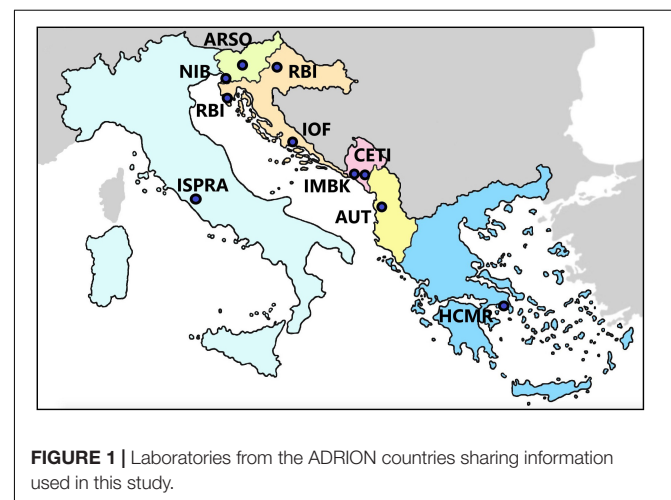 ARSO
NIB
RBI
RBI
IOF
CETI
ISPRA
IMBK
AUT
HCMR
FIGURE 1 | Laboratories from the ADRION countries sharing information
used in this study.